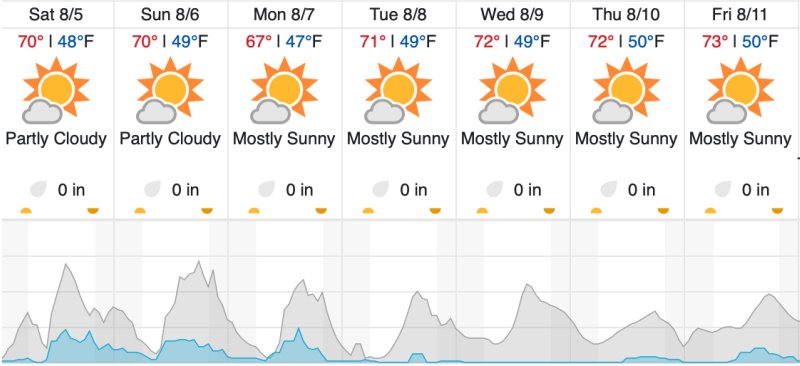 Sat 8/5 Sun 8/6 Mon 8/7 Tue 8/8 Wed 8/9 Thu 8/10 Fri 8/11
70° | 48°F 70° | 49°F 67° | 47°F 71° | 49°F 72° | 49°F 72° | 50°F 73° | 50°F
Partly Cloudy Partly Cloudy Mostly Sunny Mostly Sunny Mostly Sunny Mostly Sunny Mostly Sunny
0 in 0 in 0 in 0 in 0 in 0 in 0 in